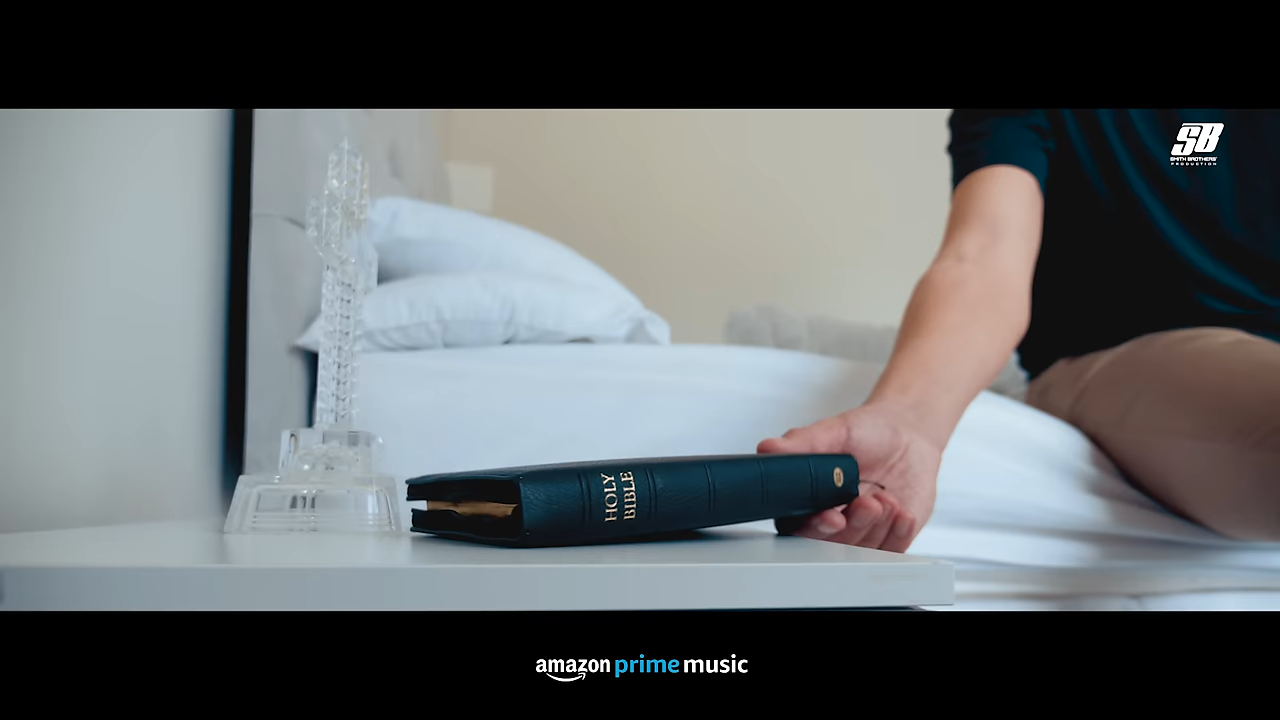 SB
SMITH BROTHERS'
PRODUCTION
HOLY
BIBLE
amazon prime music